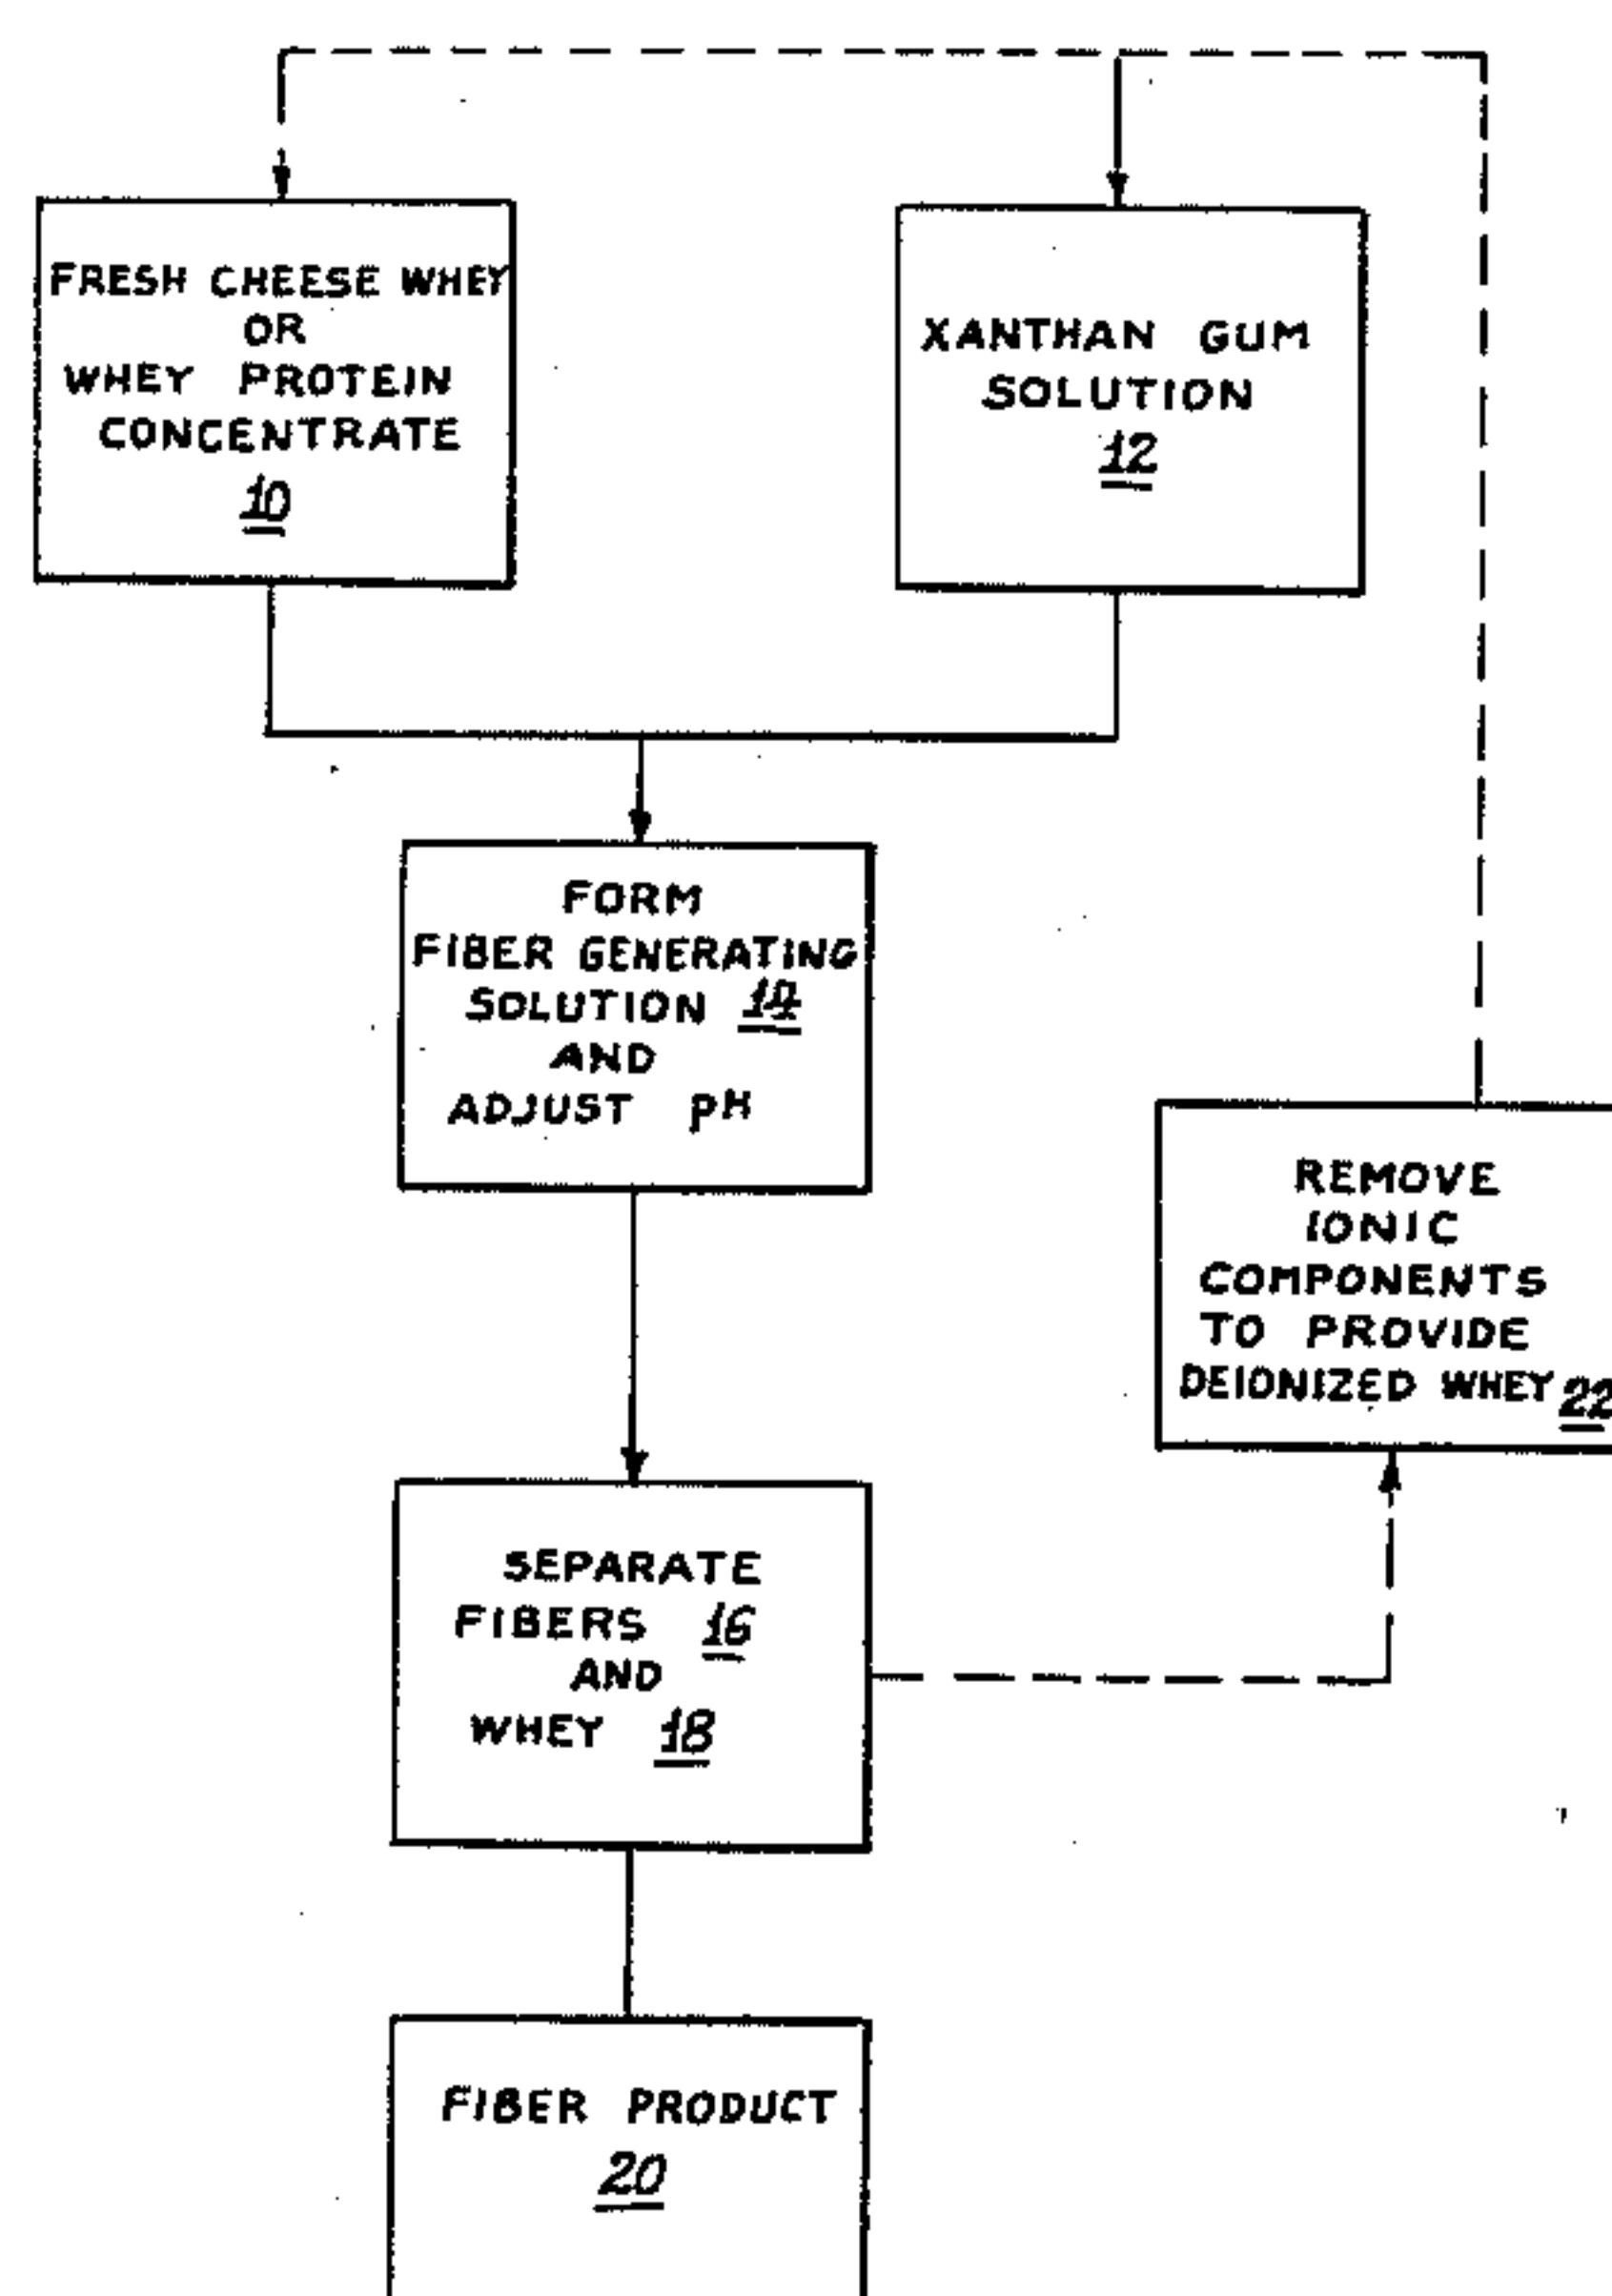 FRESH CHEESE WHEY
OR
WHEY PROTEIN
CONCENTRATE
10
XANTHAN GUM
SOLUTION
12
FORM
FIBER GENERATING
SOLUTION 14
AND
ADJUST pH
REMOVE
IONIC
COMPONENTS
TO PROVIDE
DEIONIZED WHEY 22
SEPARATE
FIBERS 16
AND
WHEY 18
FIBER PRODUCT
20